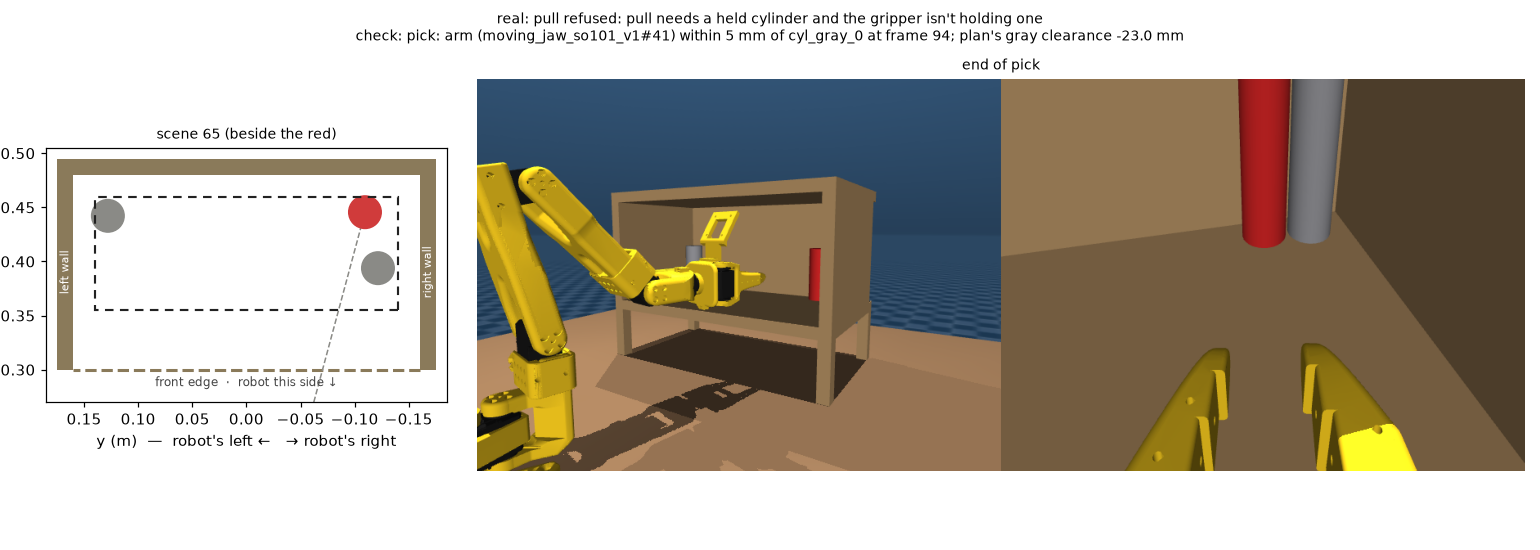 real: pull refused: pull needs a held cylinder and the gripper isn't holding one
check: pick: arm (moving_jaw_so101_v1#41) within 5 mm of cyl_gray_0 at frame 94; plan's gray clearance -23.0 mm
end of pick
scene 65 (beside the red)
0.50
0.45
0.40
0.35
0.30
left wall
right wall
front edge · robot this side ↓
0.15 0.10 0.05 0.00 −0.05 −0.10 −0.15
y (m) — robot's left ← → robot's right